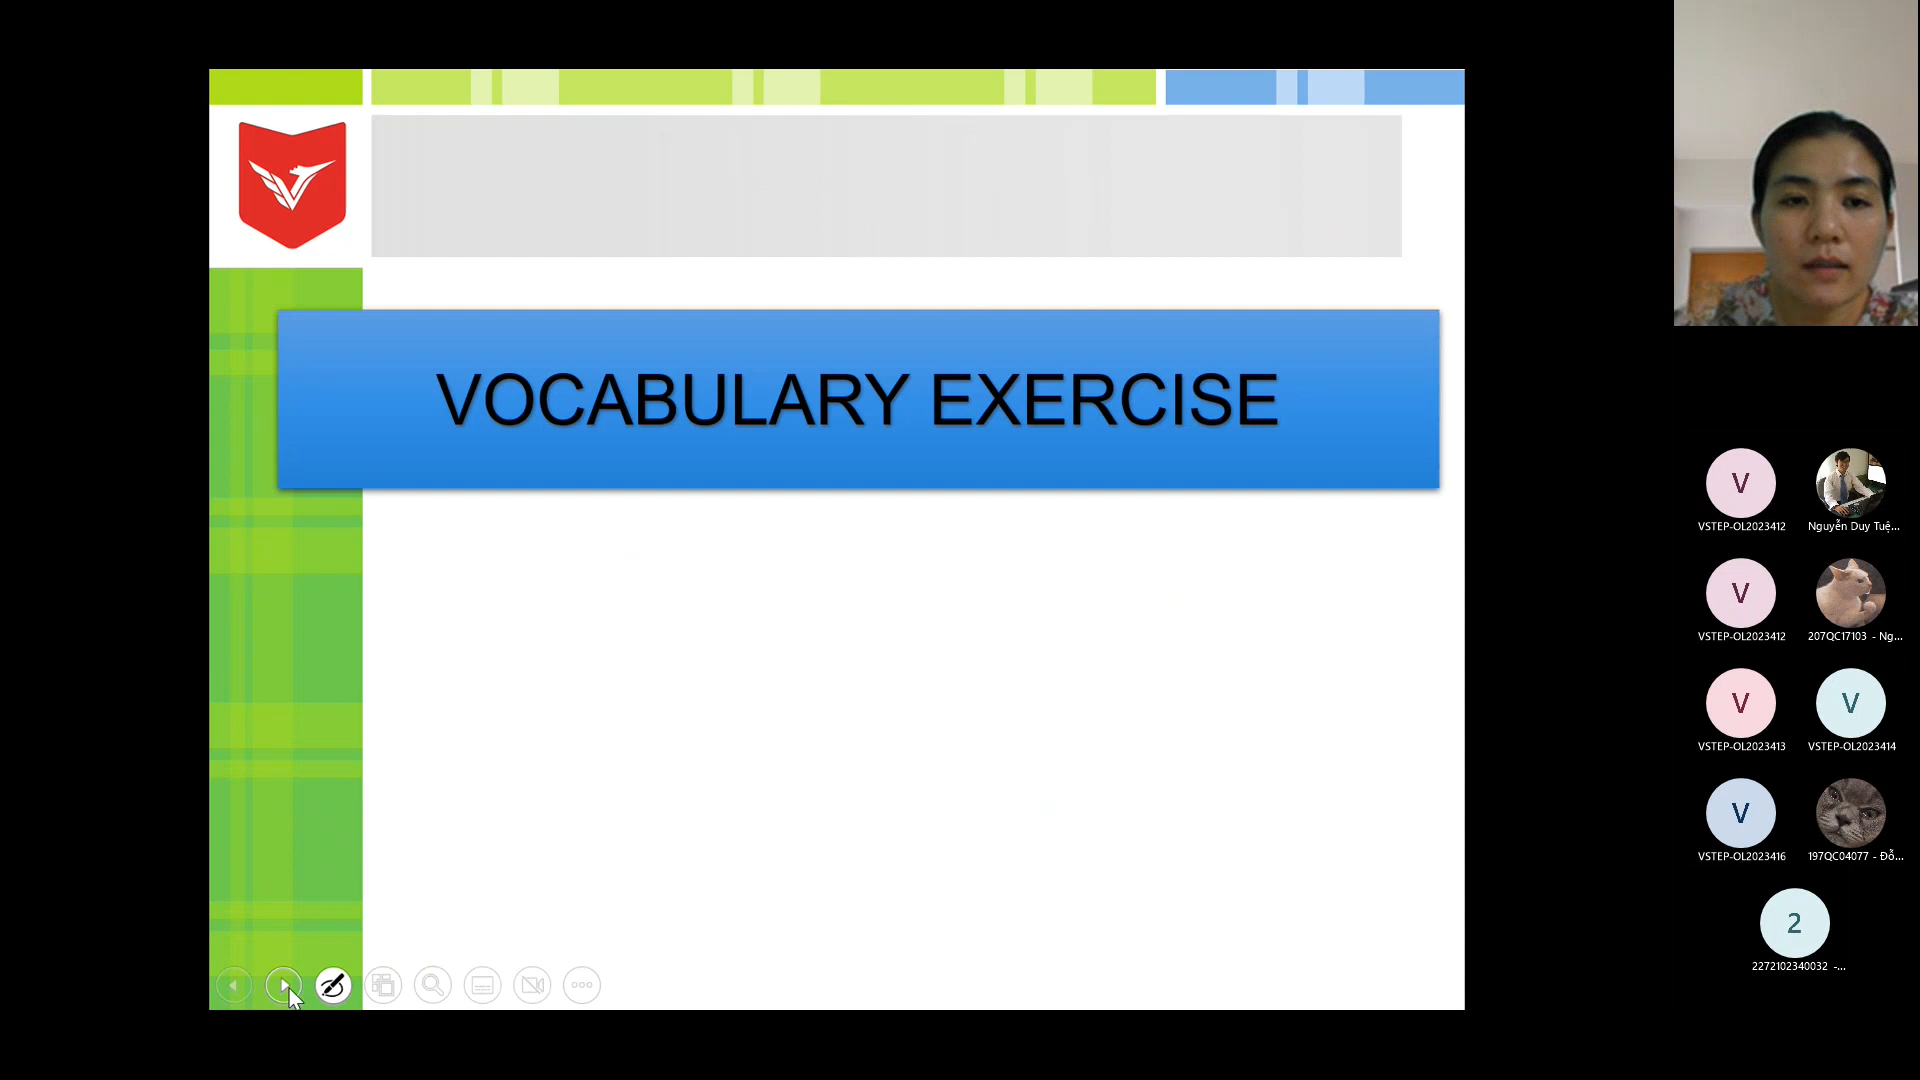 VOCABULARY EXERCISE
V
VSTEP-OL2023412
Nguyễn Duy Tuệ...
V
VSTEP-OL2023412
207QC17103 - Ng...
V
VSTEP-OL2023413
V
VSTEP-OL2023414
V
VSTEP-OL2023416
197QC04077 - Đỗ...
2
2272102340032 -...